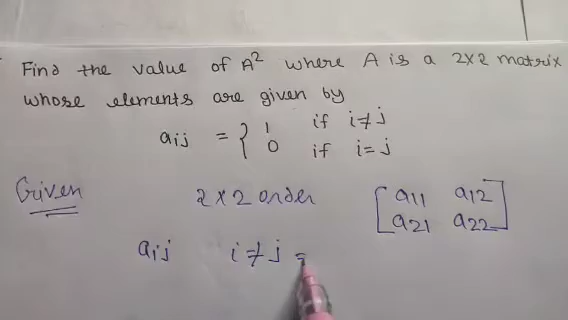 Find the value of A² where A is a 2x2 matrix
whose elements are given by
aij = { 1 if i≠j
0 if i=j
Given 2x2 order [ a11 a12
a21 a22 ]
aij i≠j =